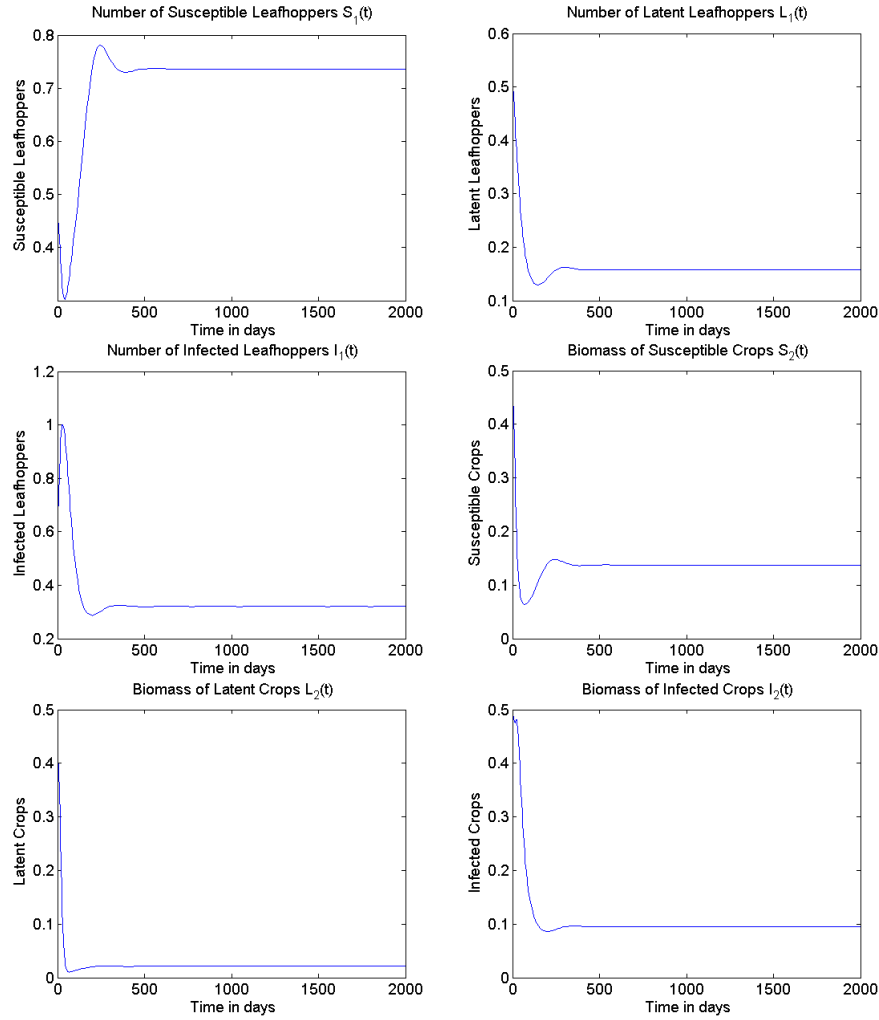 Number of Susceptible Leafhoppers S1(t)
Susceptible Leafhoppers
0.8
0.7
0.6
0.5
0.4
0 500 1000 1500 2000
Time in days
Number of Latent Leafhoppers L1(t)
Latent Leafhoppers
0.6
0.5
0.4
0.3
0.2
0.1
0 500 1000 1500 2000
Time in days
Number of Infected Leafhoppers I1(t)
Infected Leafhoppers
1.2
1
0.8
0.6
0.4
0.2
0 500 1000 1500 2000
Time in days
Biomass of Susceptible Crops S2(t)
Susceptible Crops
0.5
0.4
0.3
0.2
0.1
0
0 500 1000 1500 2000
Time in days
Biomass of Latent Crops L2(t)
Latent Crops
0.5
0.4
0.3
0.2
0.1
0
0 500 1000 1500 2000
Time in days
Biomass of Infected Crops I2(t)
Infected Crops
0.5
0.4
0.3
0.2
0.1
0
0 500 1000 1500 2000
Time in days